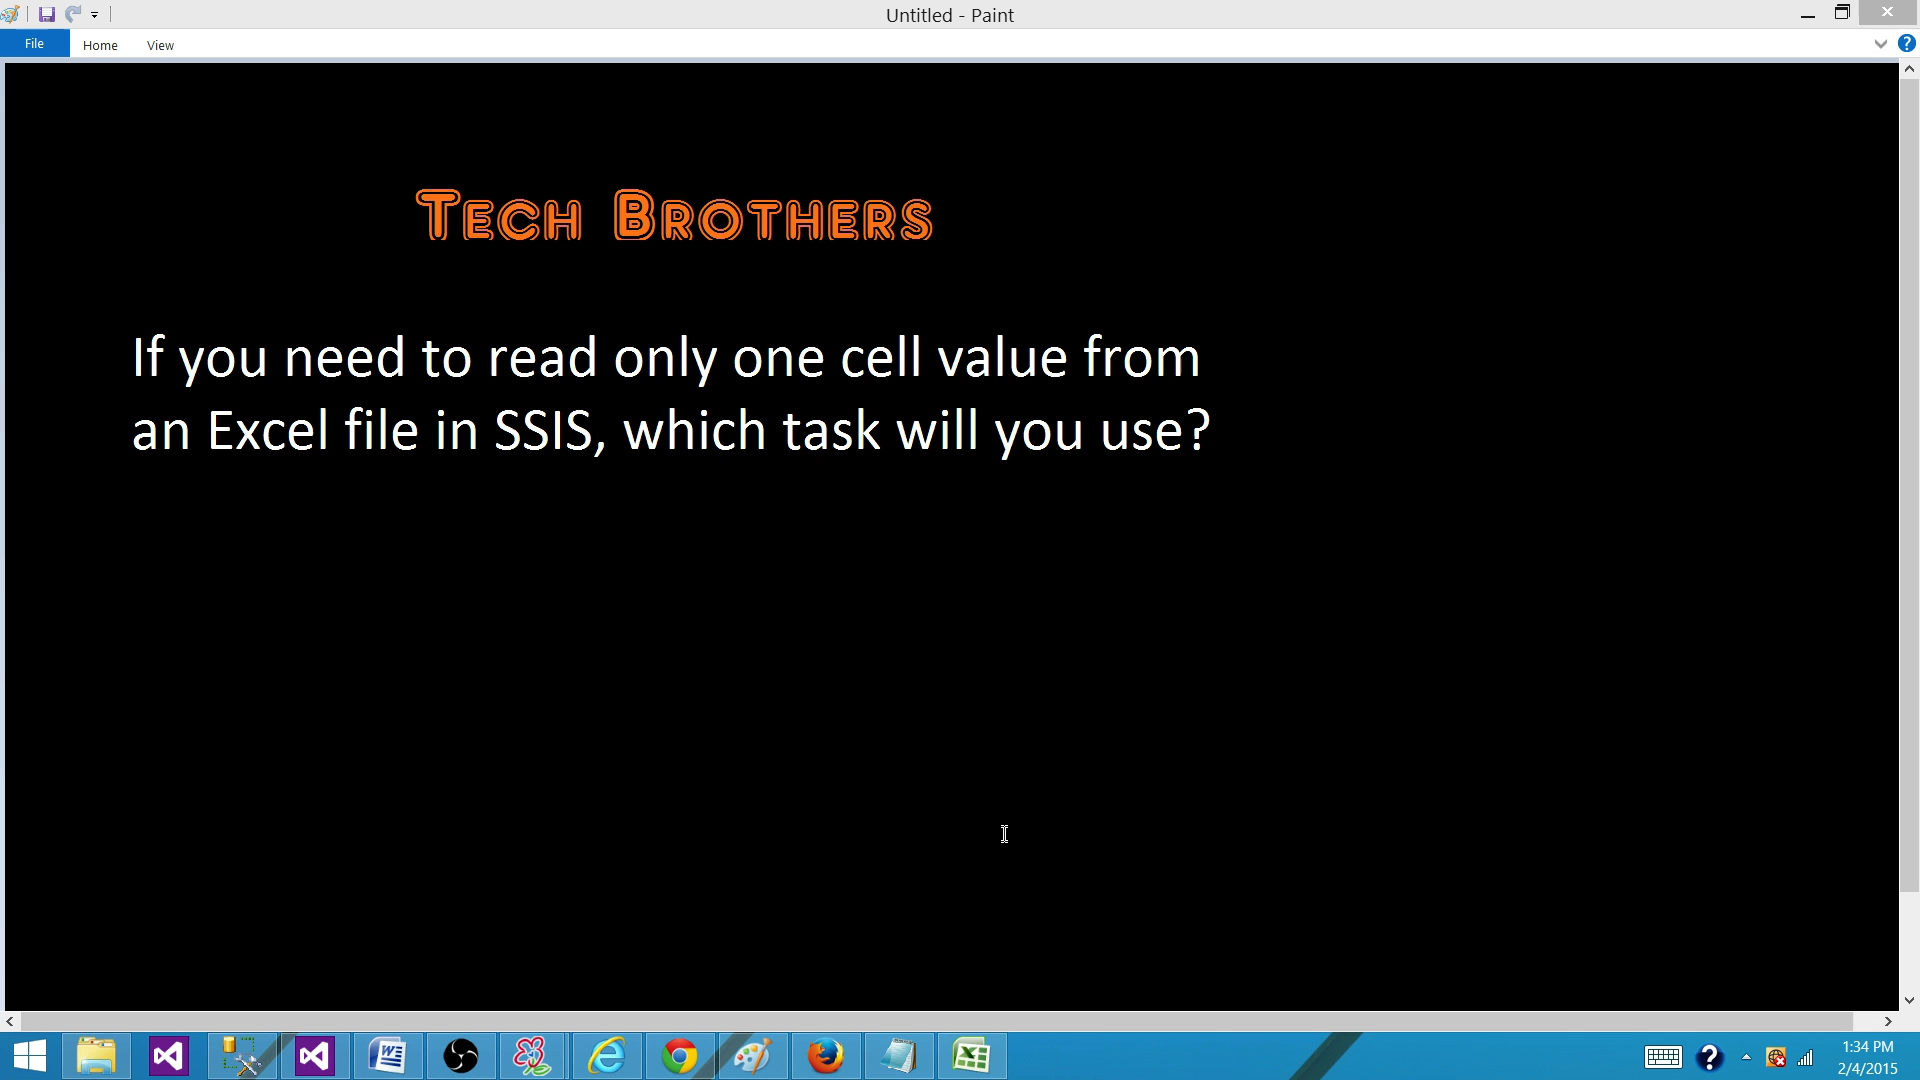 Untitled - Paint
File Home View
Tech Brothers
If you need to read only one cell value from
an Excel file in SSIS, which task will you use?
1:34 PM
2/4/2015